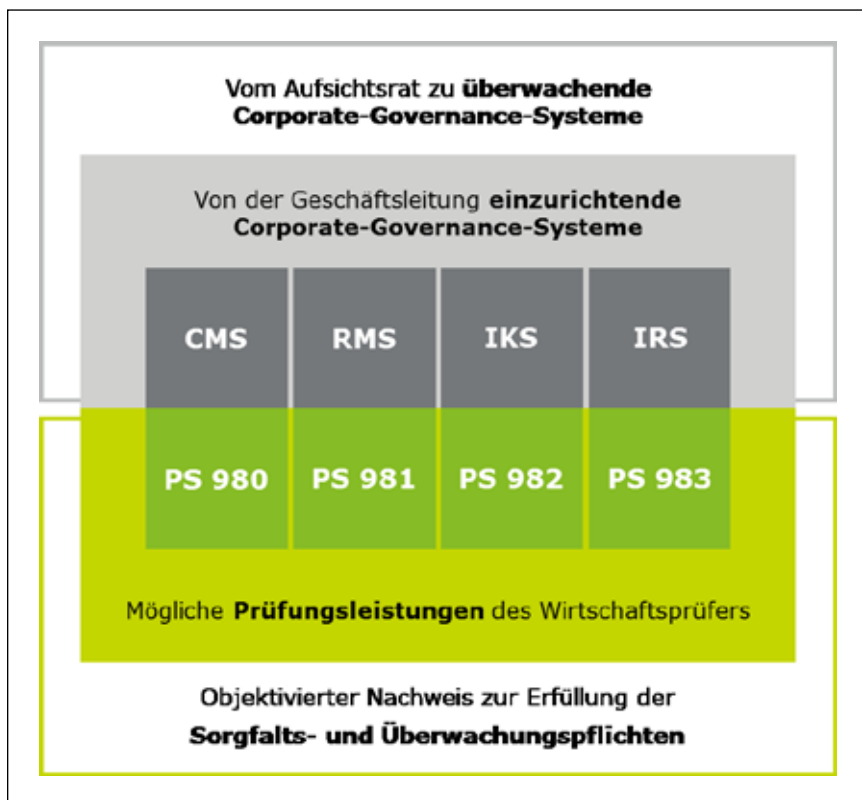 Vom Aufsichtsrat zu überwachende
Corporate-Governance-Systeme
Von der Geschäftsleitung einzurichtende
Corporate-Governance-Systeme
CMS RMS IKS IRS
PS 980 PS 981 PS 982 PS 983
Mögliche Prüfungsleistungen des Wirtschaftsprüfers
Objektivierter Nachweis zur Erfüllung der
Sorgfalts- und Überwachungspflichten